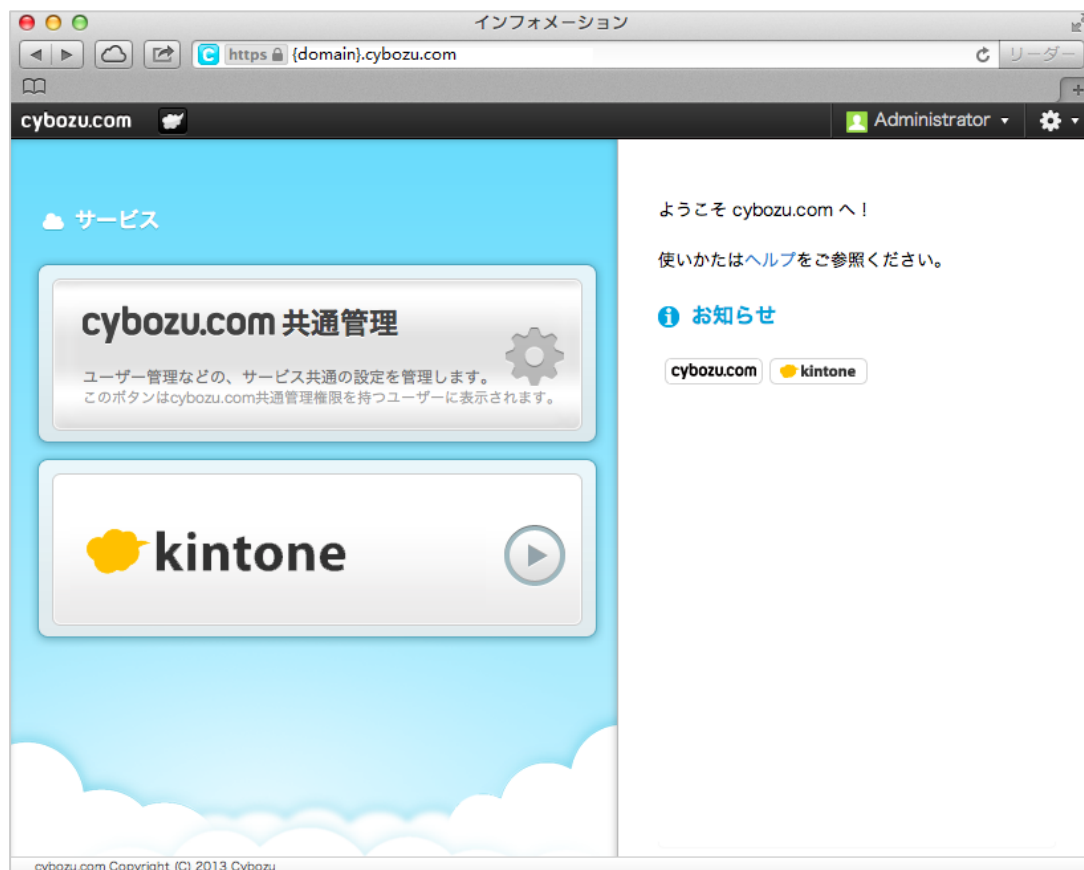 インフォメーション
https {domain}.cybozu.com リーダー
cybozu.com Administrator
サービス
cybozu.com 共通管理
ユーザー管理などの、サービス共通の設定を管理します。
このボタンはcybozu.com共通管理権限を持つユーザーに表示されます。
kintone
ようこそ cybozu.com へ！
使いかたはヘルプをご参照ください。
お知らせ
cybozu.com kintone
cybozu.com Copyright (C) 2013 Cybozu